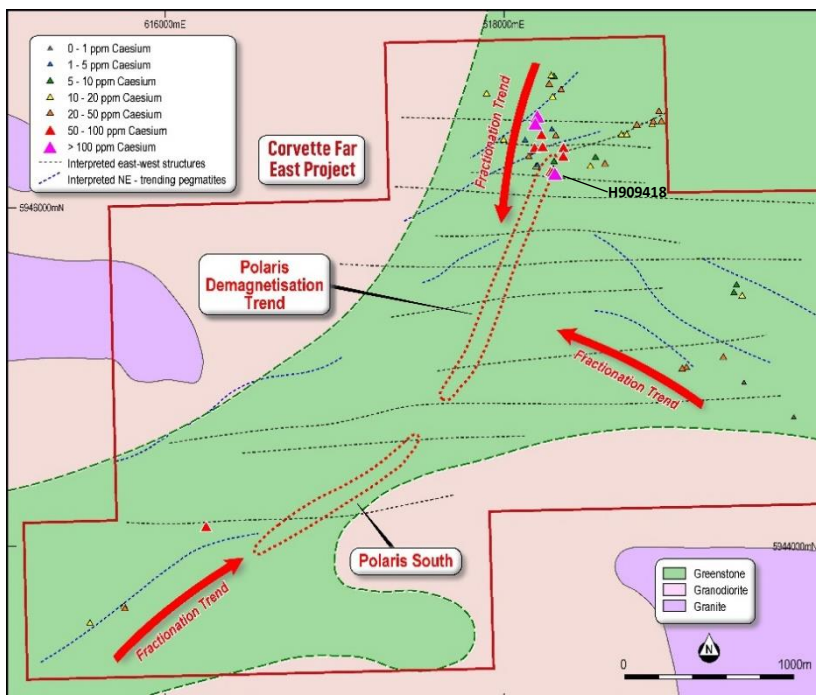 616000mE
518000mE
0 - 1 ppm Caesium
1 - 5 ppm Caesium
5 - 10 ppm Caesium
10 - 20 ppm Caesium
20 - 50 ppm Caesium
50 - 100 ppm Caesium
> 100 ppm Caesium
Interpreted east-west structures
Interpreted NE - trending pegmatites
Corvette Far
East Project
Fractionation Trend
H909418
5946000mN
Polaris
Demagnetisation
Trend
Fractionation Trend
Polaris South
5944000mN
Fractionation Trend
Greenstone
Granodiorite
Granite
N
0
1000m